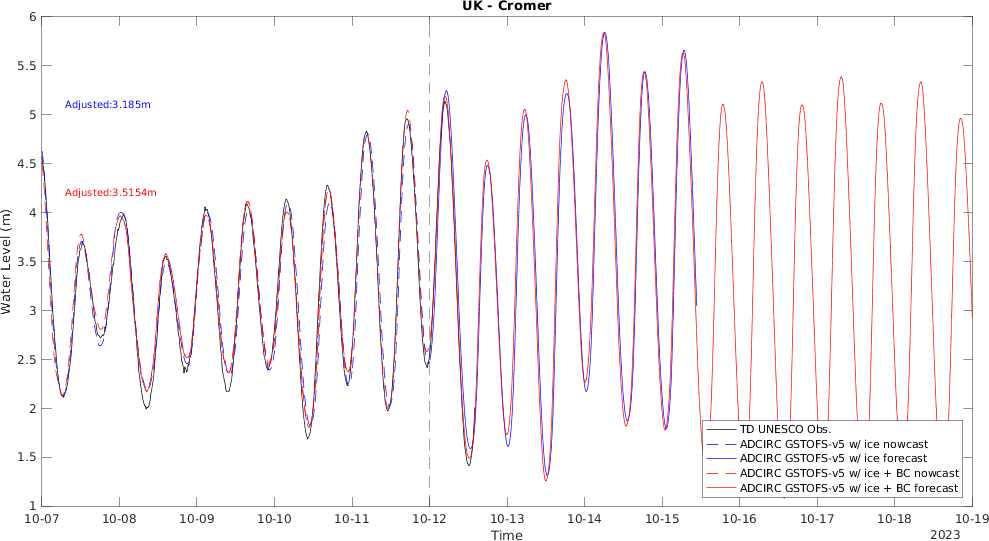 UK - Cromer
6
5.5
5
4.5
4
3.5
3
2.5
2
1.5
1
Water Level (m)
Adjusted:3.185m
Adjusted:3.5154m
TD UNESCO Obs.
ADCIRC GSTOFS-v5 w/ ice nowcast
ADCIRC GSTOFS-v5 w/ ice forecast
ADCIRC GSTOFS-v5 w/ ice + BC nowcast
ADCIRC GSTOFS-v5 w/ ice + BC forecast
10-07 10-08 10-09 10-10 10-11 10-12 10-13 10-14 10-15 10-16 10-17 10-18 10-19
Time
2023